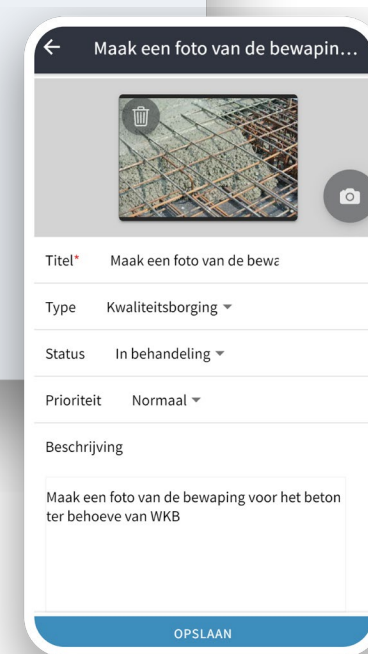 Maak een foto van de bewapin...
Titel* Maak een foto van de bewa
Type Kwaliteitsborging
Status In behandeling
Prioriteit Normaal
Beschrijving
Maak een foto van de bewaping voor het beton
ter behoeve van WKB
OPSLAAN